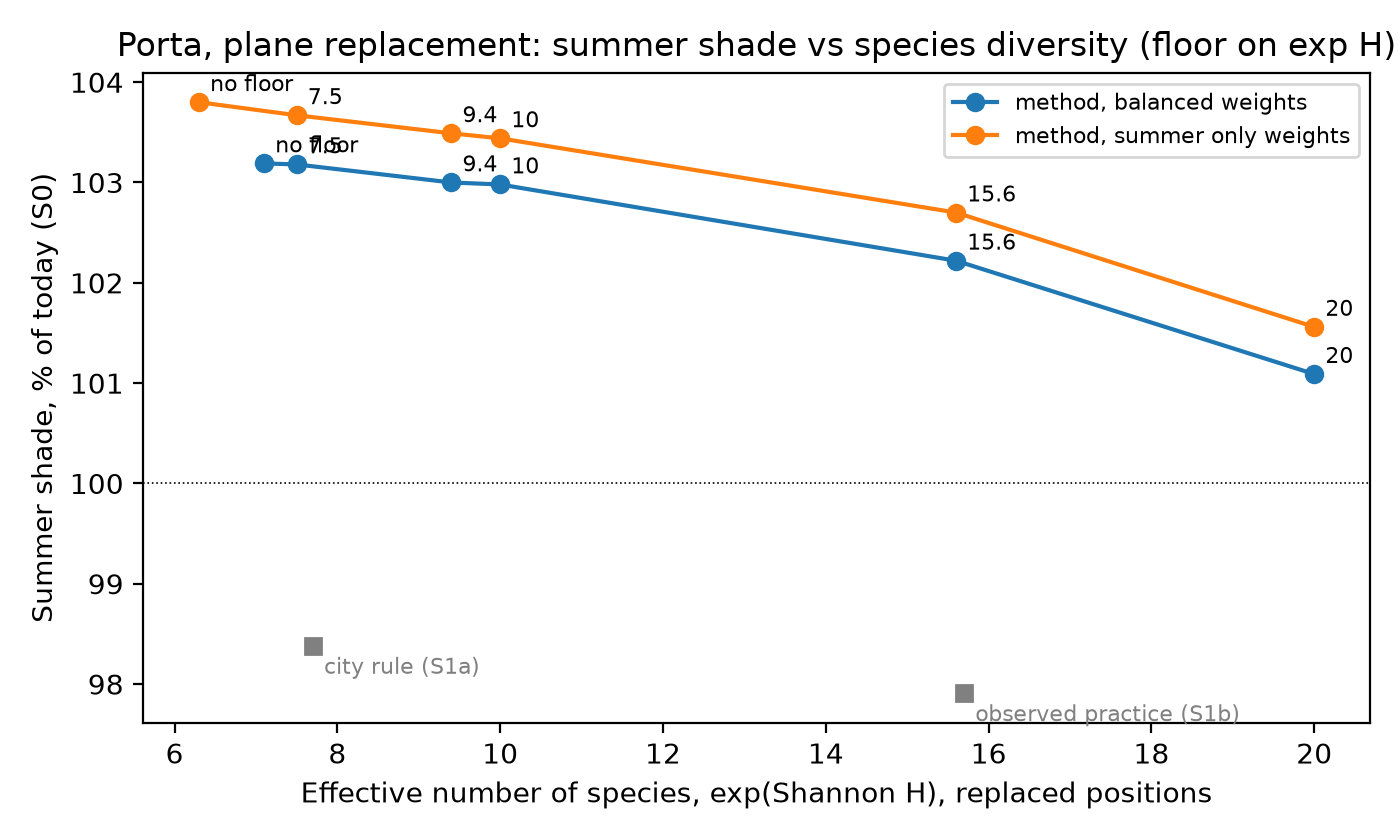 Porta, plane replacement: summer shade vs species diversity (floor on exp H)
method, balanced weights
method, summer only weights
no floor
7.5
9.4
10
15.6
20
no floor
7.5
9.4
10
15.6
20
city rule (S1a)
observed practice (S1b)
Summer shade, % of today (S0)
104
103
102
101
100
99
98
6 8 10 12 14 16 18 20
Effective number of species, exp(Shannon H), replaced positions